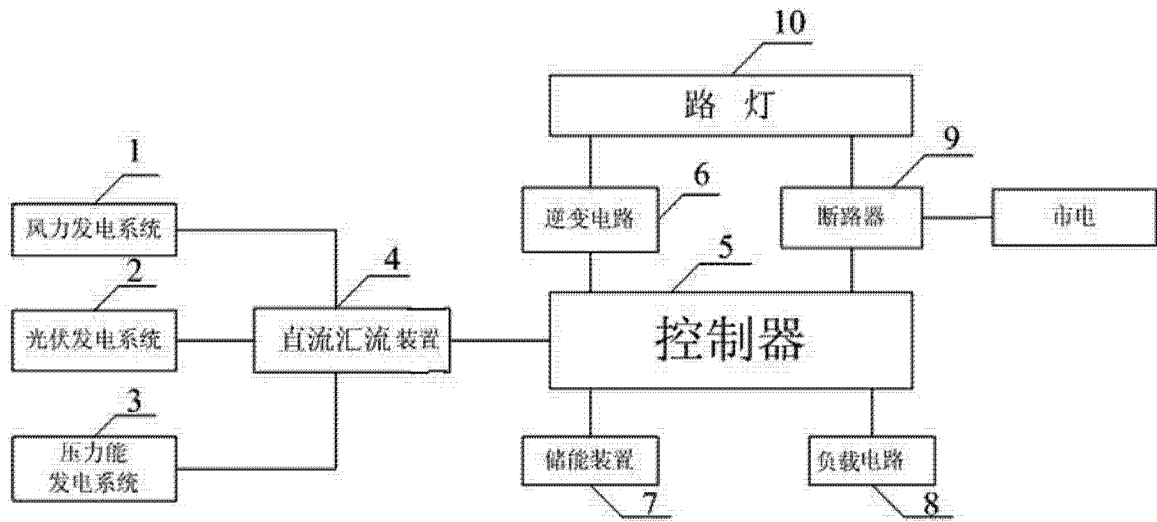 10
路 灯
1
风力发电系统
6
逆变电路
9
断路器
市电
2
光伏发电系统
4
直流汇流装置
5
控制器
3
压力能
发电系统
储能装置
7
负载电路
8